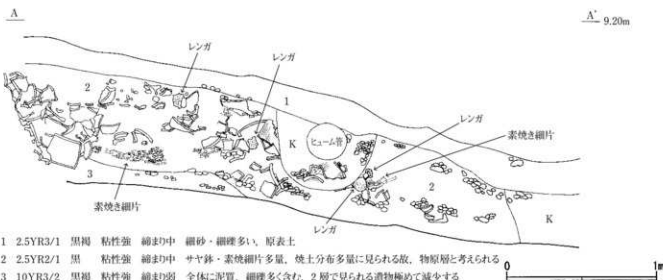 A
A' 9.20m
レンガ
レンガ
2
1
レンガ
K
ヒューム管
素焼き細片
3
2
素焼き細片
レンガ
K
1 2.5YR3/1 黒褐 粘性強 締まり中 細砂・細礫多い、原表土
2 2.5YR2/1 黒 粘性強 締まり中 サヤ鉢・素焼細片多量、焼土分布多量に見られる故、物原層と考えられる
3 10YR3/2 黒褐 粘性強 締まり弱 全体に泥質、細礫多く含む、2層で見られる遺物極めて減少する
0 1m